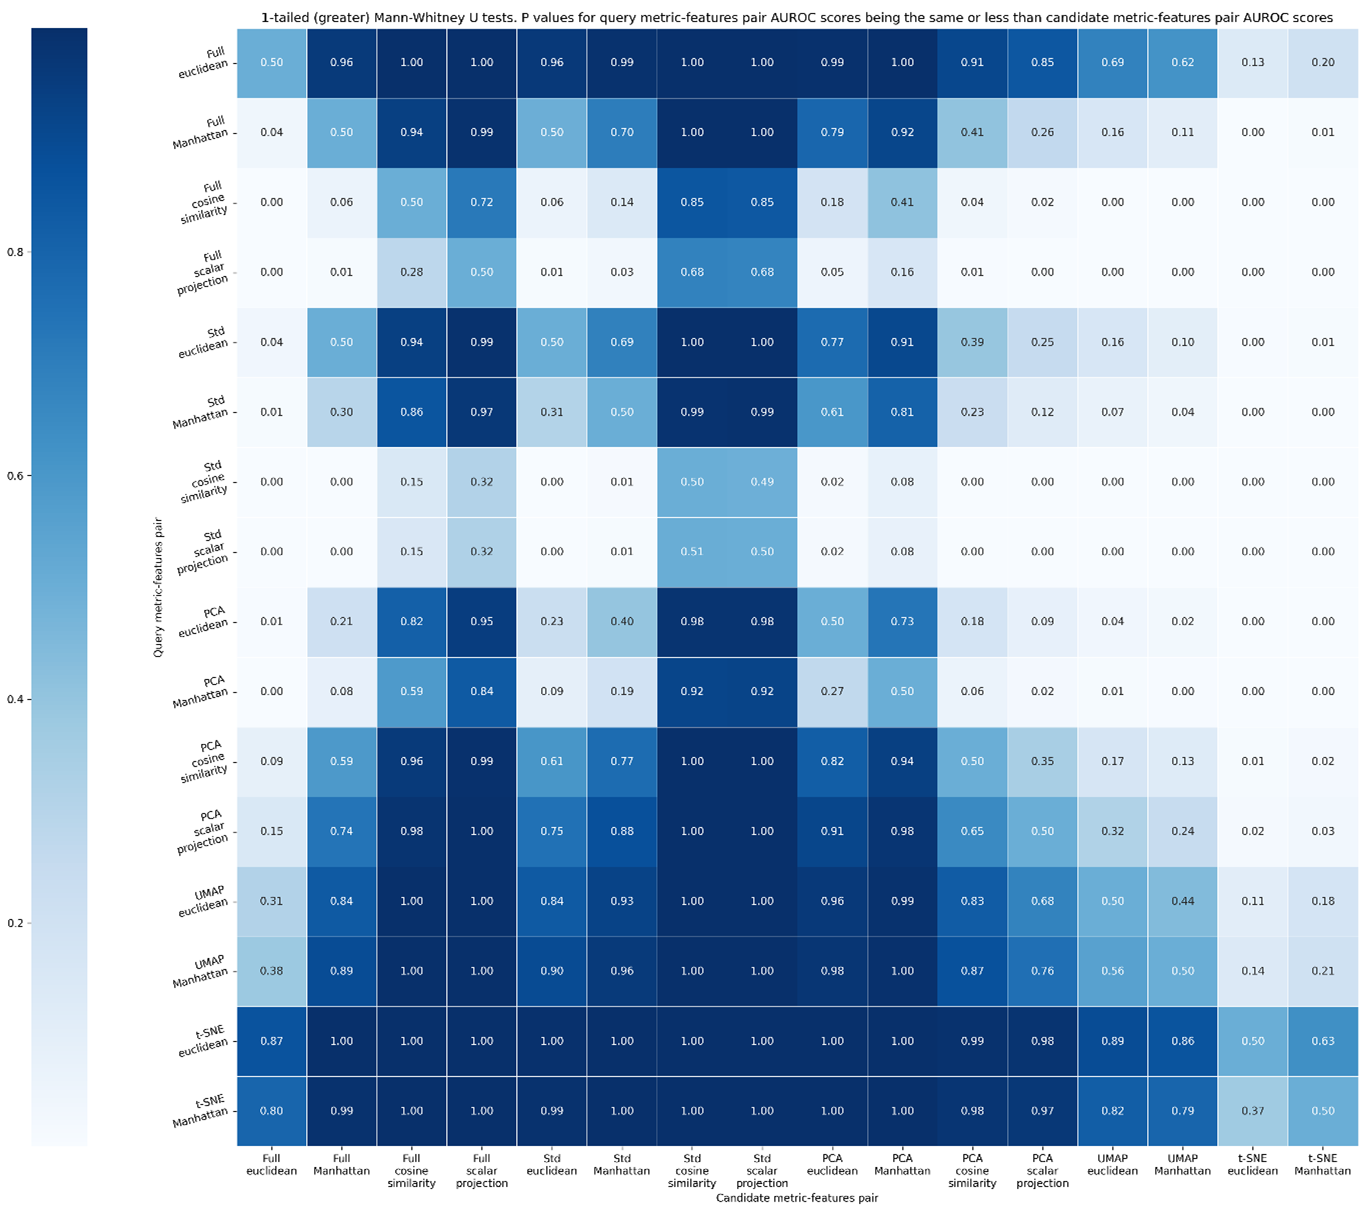 1-tailed (greater) Mann-Whitney U tests. P values for query metric-features pair AUROC scores being the same or less than candidate metric-features pair AUROC scores
0.8
0.6
0.4
0.2
Query metric-features pair
Full
euclidean
0.50 0.96 1.00 1.00 0.96 0.99 1.00 1.00 0.99 1.00 0.91 0.85 0.69 0.62 0.13 0.20
Full
Manhattan
0.04 0.50 0.94 0.99 0.50 0.70 1.00 1.00 0.79 0.92 0.41 0.26 0.16 0.11 0.00 0.01
Full
cosine
similarity
0.00 0.06 0.50 0.72 0.06 0.14 0.85 0.85 0.18 0.41 0.04 0.02 0.00 0.00 0.00 0.00
Full
scalar
projection
0.00 0.01 0.28 0.50 0.01 0.03 0.68 0.68 0.05 0.16 0.01 0.00 0.00 0.00 0.00 0.00
Std
euclidean
0.04 0.50 0.94 0.99 0.50 0.69 1.00 1.00 0.77 0.91 0.39 0.25 0.16 0.10 0.00 0.01
Std
Manhattan
0.01 0.30 0.86 0.97 0.31 0.50 0.99 0.99 0.61 0.81 0.23 0.12 0.07 0.04 0.00 0.00
Std
cosine
similarity
0.00 0.00 0.15 0.32 0.00 0.01 0.50 0.49 0.02 0.08 0.00 0.00 0.00 0.00 0.00 0.00
Std
scalar
projection
0.00 0.00 0.15 0.32 0.00 0.01 0.51 0.50 0.02 0.08 0.00 0.00 0.00 0.00 0.00 0.00
PCA
euclidean
0.01 0.21 0.82 0.95 0.23 0.40 0.98 0.98 0.50 0.73 0.18 0.09 0.04 0.02 0.00 0.00
PCA
Manhattan
0.00 0.08 0.59 0.84 0.09 0.19 0.92 0.92 0.27 0.50 0.06 0.02 0.01 0.00 0.00 0.00
PCA
cosine
similarity
0.09 0.59 0.96 0.99 0.61 0.77 1.00 1.00 0.82 0.94 0.50 0.35 0.17 0.13 0.01 0.02
PCA
scalar
projection
0.15 0.74 0.98 1.00 0.75 0.88 1.00 1.00 0.91 0.98 0.65 0.50 0.32 0.24 0.02 0.03
UMAP
euclidean
0.31 0.84 1.00 1.00 0.84 0.93 1.00 1.00 0.96 0.99 0.83 0.68 0.50 0.44 0.11 0.18
UMAP
Manhattan
0.38 0.89 1.00 1.00 0.90 0.96 1.00 1.00 0.98 1.00 0.87 0.76 0.56 0.50 0.14 0.21
t-SNE
euclidean
0.87 1.00 1.00 1.00 1.00 1.00 1.00 1.00 1.00 1.00 0.99 0.98 0.89 0.86 0.50 0.63
t-SNE
Manhattan
0.80 0.99 1.00 1.00 0.99 1.00 1.00 1.00 1.00 1.00 0.98 0.97 0.82 0.79 0.37 0.50
Full Full Full Full Std Std Std Std PCA PCA PCA PCA UMAP UMAP t-SNE t-SNE
euclidean Manhattan cosine scalar euclidean Manhattan cosine scalar euclidean Manhattan cosine scalar euclidean Manhattan euclidean Manhattan
similarity projection similarity projection similarity projection
Candidate metric-features pair